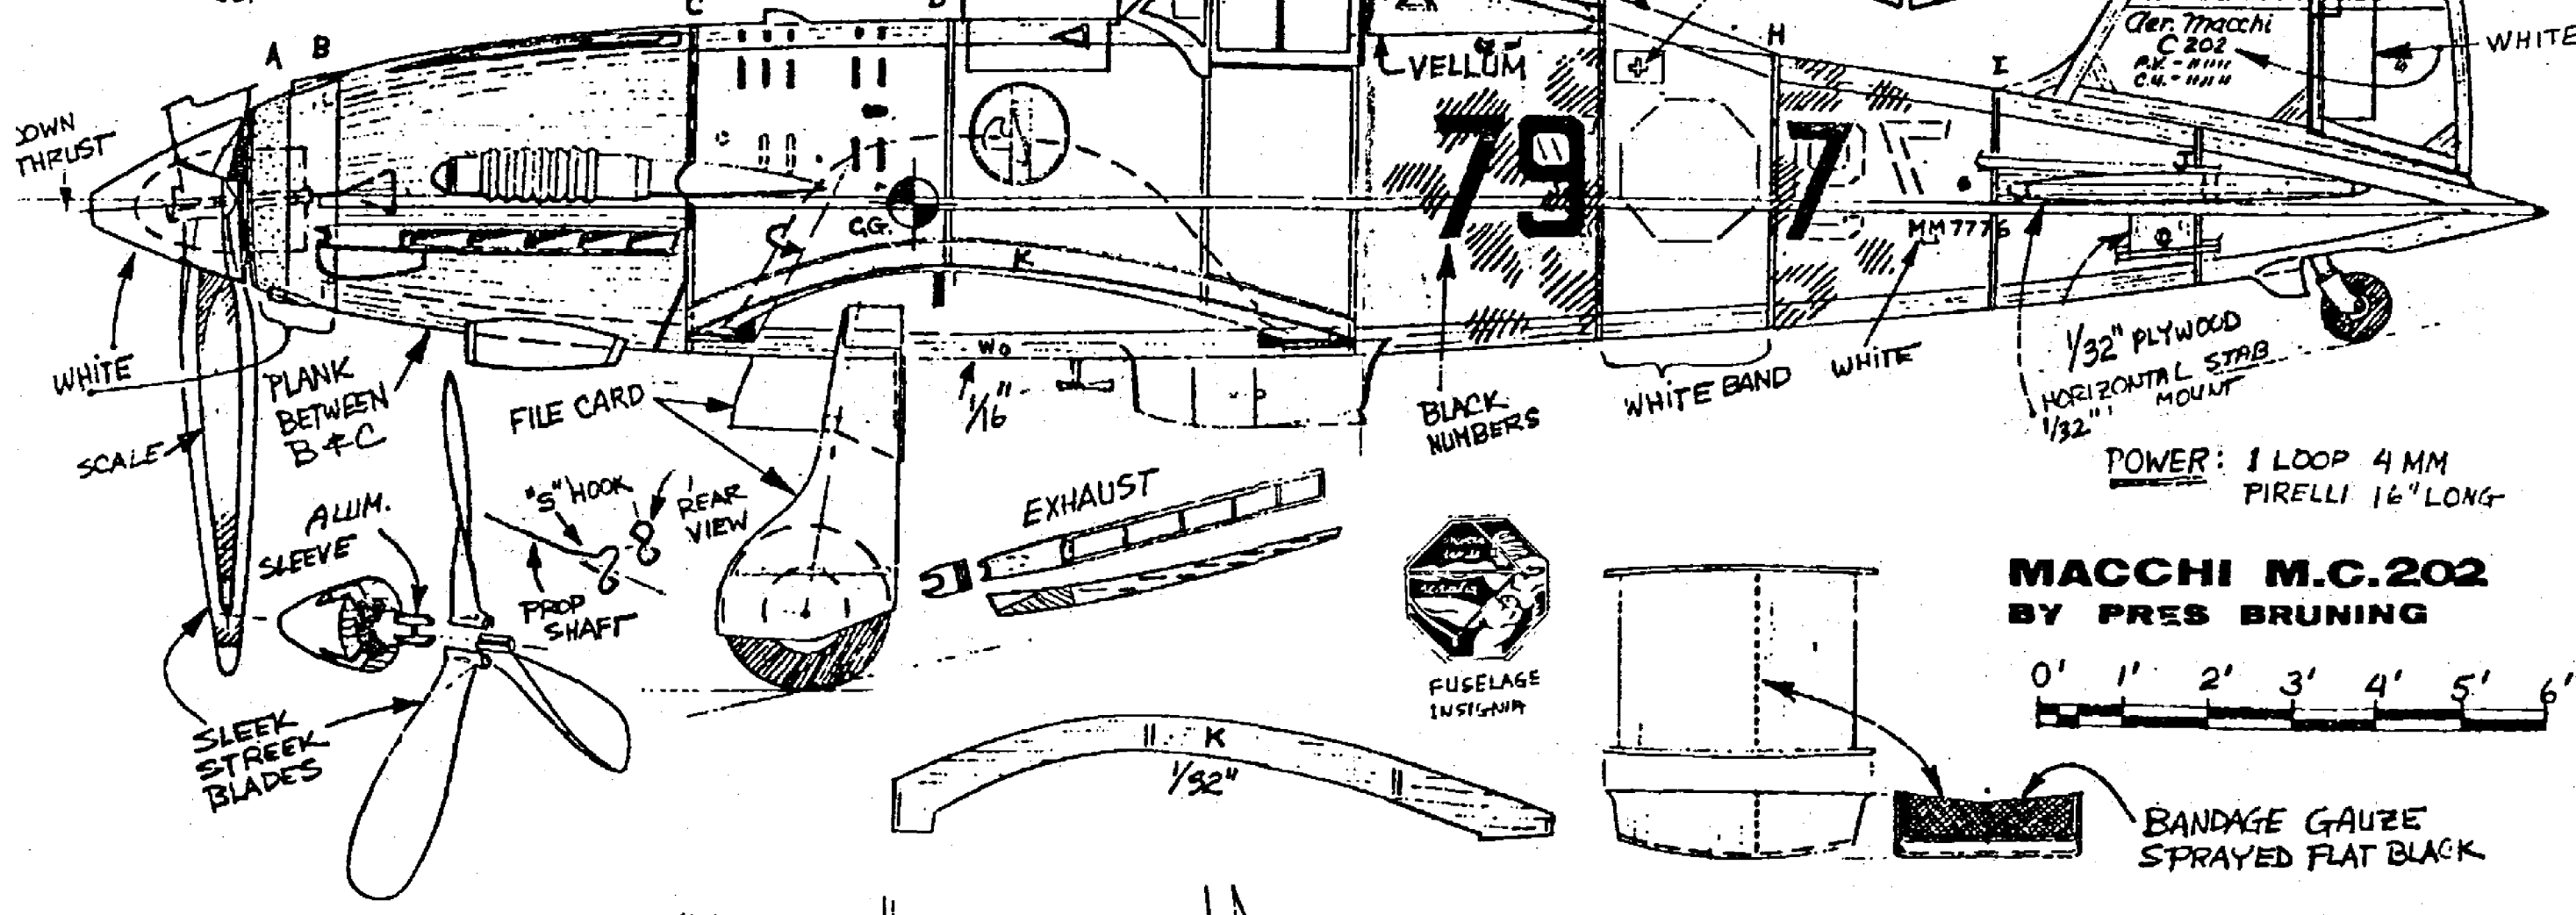 C
A
B
H
I
Aer. Macchi
C 202
WHITE
VELLUM
DOWN
THRUST
79
7
C.G.
K
MM 7776
WHITE
PLANK
BETWEEN
B & C
SCALE
FILE CARD
Wo
1/16"
BLACK
NUMBERS
WHITE BAND
WHITE
1/32" PLYWOOD
HORIZONTAL STAB
MOUNT
1/32"
POWER: 1 LOOP 4 MM
PIRELLI 16" LONG
ALUM.
SLEEVE
"S" HOOK
REAR
VIEW
PROP
SHAFT
EXHAUST
SLEEK
STREEK
BLADES
FUSELAGE
INSIGNIA
MACCHI M.C.202
BY PRES BRUNING
0' 1' 2' 3' 4' 5' 6'
K
1/32"
BANDAGE GAUZE
SPRAYED FLAT BLACK